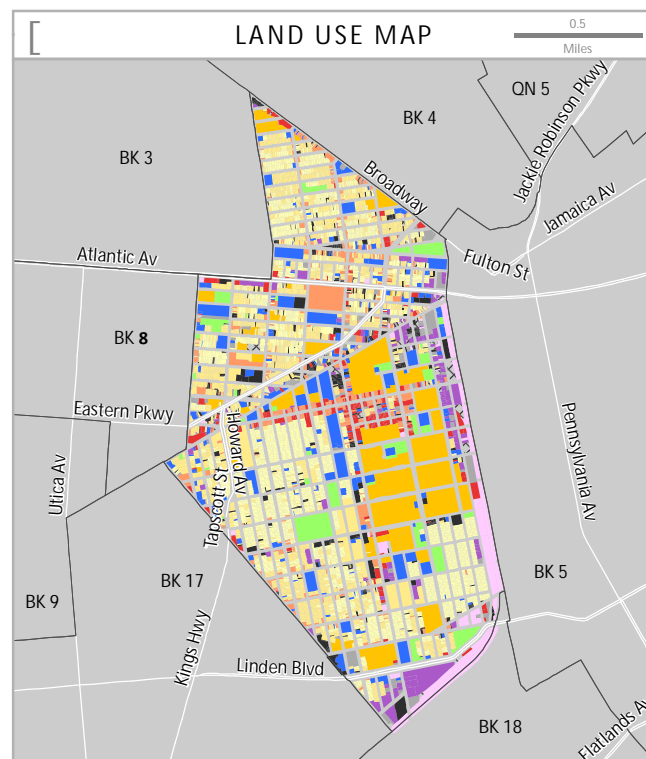 [
LAND USE MAP
0.5
Miles
QN 5
BK 4
Jackie Robinson Pkwy
BK 3
Broadway
Jamaica Av
Atlantic Av
Fulton St
BK 8
Eastern Pkwy
Howard Av
Pennsylvania Av
Utica Av
Tapscott St
BK 17
BK 5
BK 9
Kings Hwy
Linden Blvd
BK 18
Flatlands Av